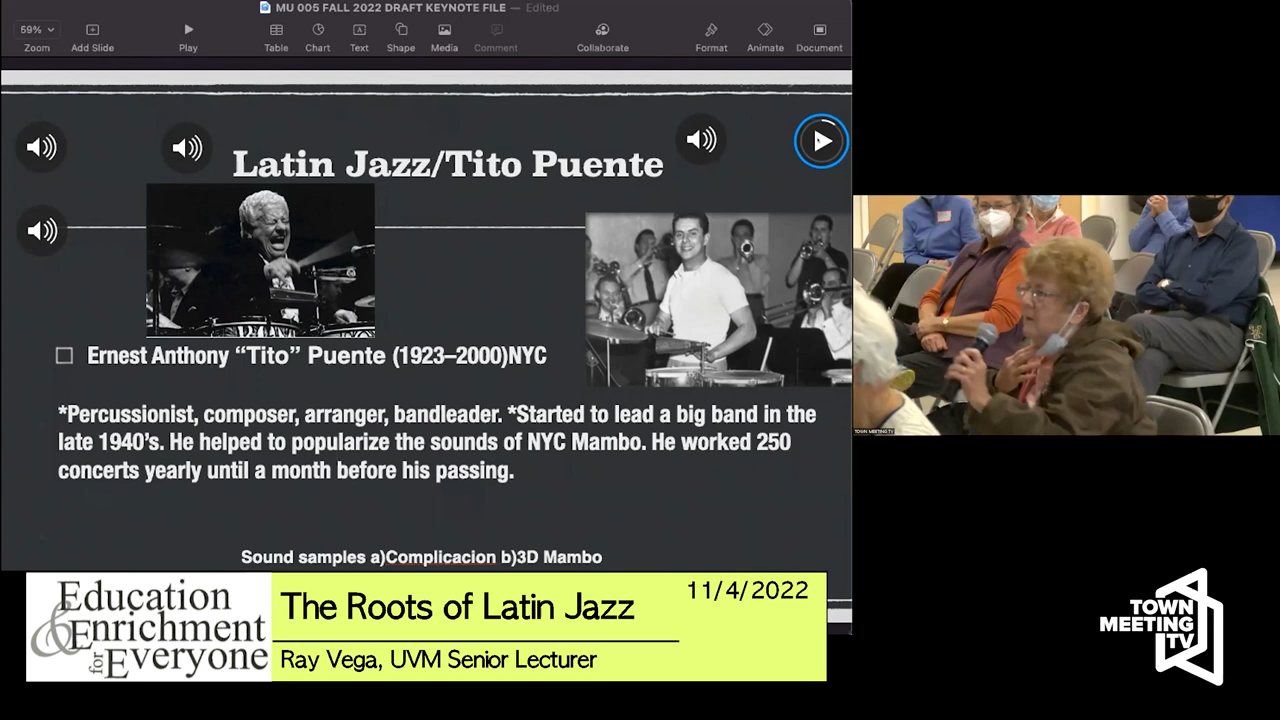 MU 005 FALL 2022 DRAFT KEYNOTE FILE — Edited
59%
Zoom
Add Slide
Play
Table
Chart
Text
Shape
Media
Comment
Collaborate
Format
Animate
Document
Latin Jazz/Tito Puente
Ernest Anthony “Tito” Puente (1923–2000)NYC
*Percussionist, composer, arranger, bandleader. *Started to lead a big band in the
late 1940’s. He helped to popularize the sounds of NYC Mambo. He worked 250
concerts yearly until a month before his passing.
Sound samples a)Complicacion b)3D Mambo
TOWN MEETING TV
Education
& Enrichment
for Everyone
The Roots of Latin Jazz
11/4/2022
Ray Vega, UVM Senior Lecturer
TOWN
MEETING
TV